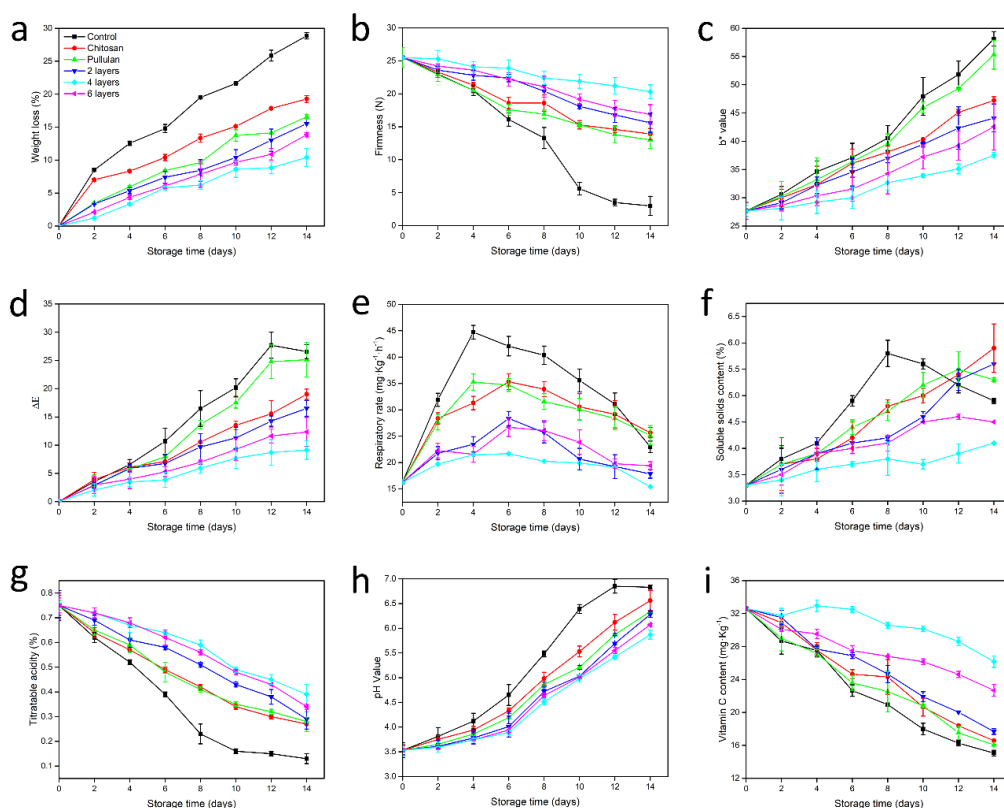 a
Weight loss (%)
30
25
20
15
10
5
0
Control
Chitosan
Pullulan
2 layers
4 layers
6 layers
0 2 4 6 8 10 12 14
Storage time (days)
b
Firmness (N)
30
25
20
15
10
5
0
0 2 4 6 8 10 12 14
Storage time (days)
c
b* value
60
55
50
45
40
35
30
25
0 2 4 6 8 10 12 14
Storage time (days)
d
ΔE
35
30
25
20
15
10
5
0
0 2 4 6 8 10 12 14
Storage time (days)
e
Respiratory rate (mg·Kg⁻¹·h⁻¹)
50
45
40
35
30
25
20
15
0 2 4 6 8 10 12 14
Storage time (days)
f
Soluble solids content (%)
6.5
6.0
5.5
5.0
4.5
4.0
3.5
3.0
0 2 4 6 8 10 12 14
Storage time (days)
g
Titratable acidity (%)
0.8
0.7
0.6
0.5
0.4
0.3
0.2
0.1
0 2 4 6 8 10 12 14
Storage time (days)
h
pH Value
7.0
6.5
6.0
5.5
5.0
4.5
4.0
3.5
3.0
0 2 4 6 8 10 12 14
Storage time (days)
i
Vitamin C content (mg·Kg⁻¹)
36
32
28
24
20
16
12
0 2 4 6 8 10 12 14
Storage time (days)